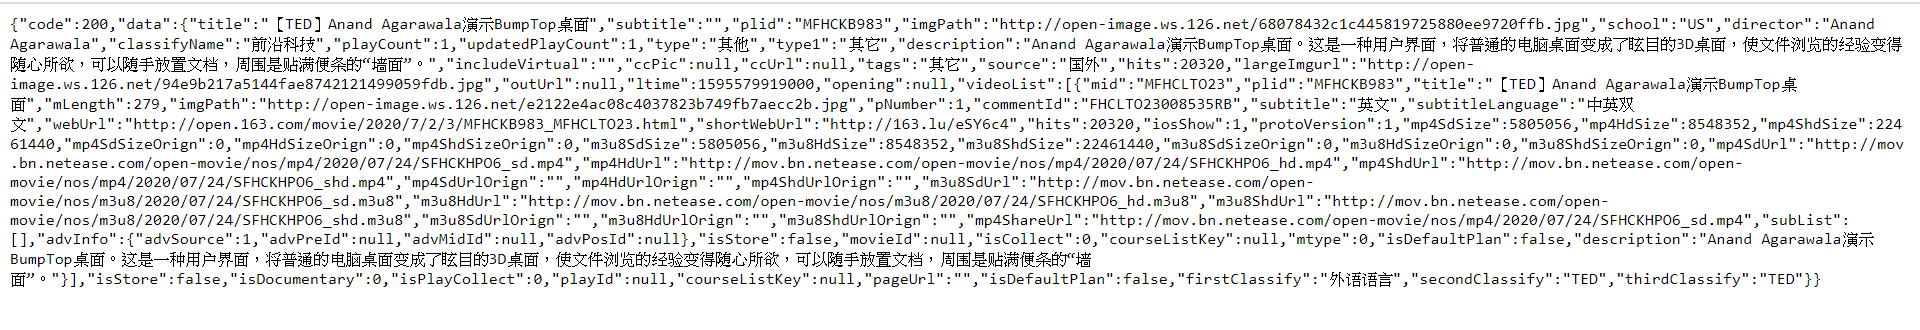 {"code":200,"data":{"title":"【TED】Anand Agarawala演示BumpTop桌面","subtitle":"","plid":"MFHCKB983","imgPath":"http://open-image.ws.126.net/68078432c1c445819725880ee9720ffb.jpg","school":"US","director":"Anand
Agarawala","classifyName":"前沿科技","playCount":1,"updatedPlayCount":1,"type":"其他","type1":"其它","description":"Anand Agarawala演示BumpTop桌面。这是一种用户界面，将普通的电脑桌面变成了眩目的3D桌面，使文件浏览的经验变得
随心所欲，可以随手放置文档，周围是贴满便条的“墙面”。","includeVirtual":"","ccPic":null,"ccUrl":null,"tags":"其它","source":"国外","hits":20320,"largeImgurl":"http://open-
image.ws.126.net/94e9b217a5144fae8742121499059fdb.jpg","outUrl":null,"ltime":1595579919000,"opening":null,"videoList":[{"mid":"MFHCLTO23","plid":"MFHCKB983","title":"【TED】Anand Agarawala演示BumpTop桌
面","mLength":279,"imgPath":"http://open-image.ws.126.net/e2122e4ac08c4037823b749fb7aecc2b.jpg","pNumber":1,"commentId":"FHCLTO23008535RB","subtitle":"英文","subtitleLanguage":"中英双
文","webUrl":"http://open.163.com/movie/2020/7/2/3/MFHCKB983_MFHCLTO23.html","shortWebUrl":"http://163.lu/eSY6c4","hits":20320,"iosShow":1,"protoVersion":1,"mp4SdSize":5805056,"mp4HdSize":8548352,"mp4ShdSize":224
61440,"mp4SdSizeOrign":0,"mp4HdSizeOrign":0,"mp4ShdSizeOrign":0,"m3u8SdSize":5805056,"m3u8HdSize":8548352,"m3u8ShdSize":22461440,"m3u8SdSizeOrign":0,"m3u8HdSizeOrign":0,"m3u8ShdSizeOrign":0,"mp4SdUrl":"http://mov
.bn.netease.com/open-movie/nos/mp4/2020/07/24/SFHCKHPO6_sd.mp4","mp4HdUrl":"http://mov.bn.netease.com/open-movie/nos/mp4/2020/07/24/SFHCKHPO6_hd.mp4","mp4ShdUrl":"http://mov.bn.netease.com/open-
movie/nos/mp4/2020/07/24/SFHCKHPO6_shd.mp4","mp4SdUrlOrign":"","mp4HdUrlOrign":"","mp4ShdUrlOrign":"","m3u8SdUrl":"http://mov.bn.netease.com/open-
movie/nos/m3u8/2020/07/24/SFHCKHPO6_sd.m3u8","m3u8HdUrl":"http://mov.bn.netease.com/open-movie/nos/m3u8/2020/07/24/SFHCKHPO6_hd.m3u8","m3u8ShdUrl":"http://mov.bn.netease.com/open-
movie/nos/m3u8/2020/07/24/SFHCKHPO6_shd.m3u8","m3u8SdUrlOrign":"","m3u8HdUrlOrign":"","m3u8ShdUrlOrign":"","mp4ShareUrl":"http://mov.bn.netease.com/open-movie/nos/mp4/2020/07/24/SFHCKHPO6_sd.mp4","subList":
[],"advInfo":{"advSource":1,"advPreId":null,"advMidId":null,"advPosId":null},"isStore":false,"movieId":null,"isCollect":0,"courseListKey":null,"mtype":0,"isDefaultPlan":false,"description":"Anand Agarawala演示
BumpTop桌面。这是一种用户界面，将普通的电脑桌面变成了眩目的3D桌面，使文件浏览的经验变得随心所欲，可以随手放置文档，周围是贴满便条的“墙
面”。"}],"isStore":false,"isDocumentary":0,"isPlayCollect":0,"playId":null,"courseListKey":null,"pageUrl":"","isDefaultPlan":false,"firstClassify":"外语语言","secondClassify":"TED","thirdClassify":"TED"}}